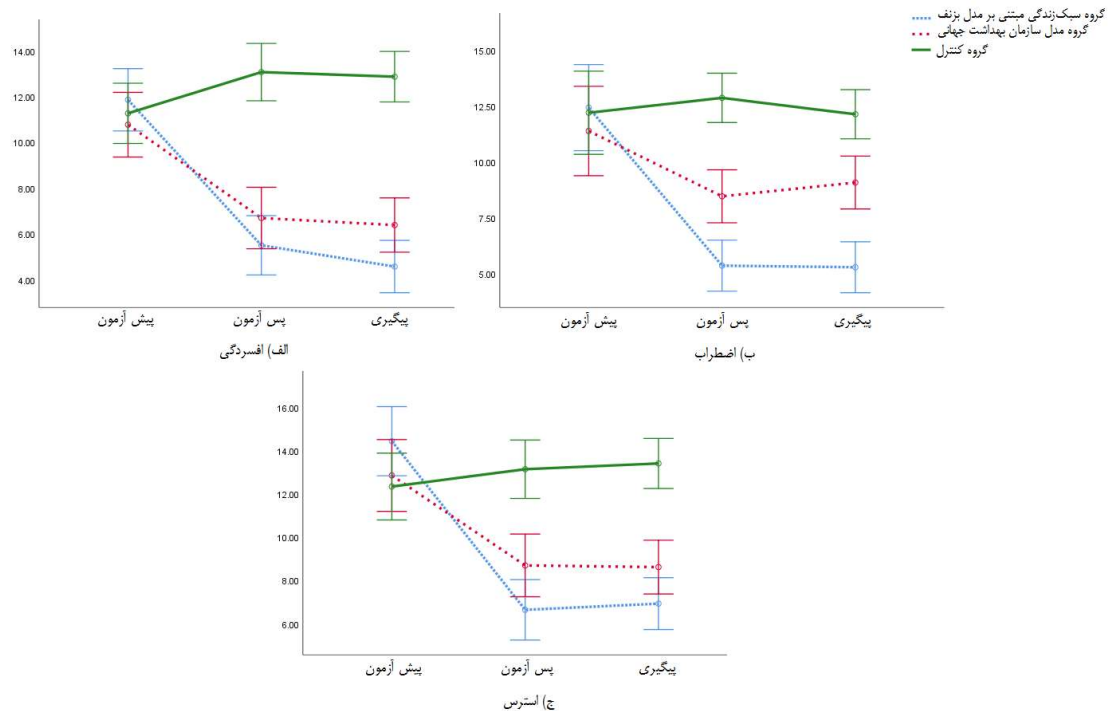 گروه سبک‌زندگی مبتنی بر مدل بزنف
گروه مدل سازمان بهداشت جهانی
گروه کنترل
14.00
12.00
10.00
8.00
6.00
4.00
پیش آزمون
پس آزمون
پیگیری
الف) افسردگی
15.00
12.50
10.00
7.50
5.00
پیش آزمون
پس آزمون
پیگیری
ب) اضطراب
16.00
14.00
12.00
10.00
8.00
6.00
پیش آزمون
پس آزمون
پیگیری
ج) استرس